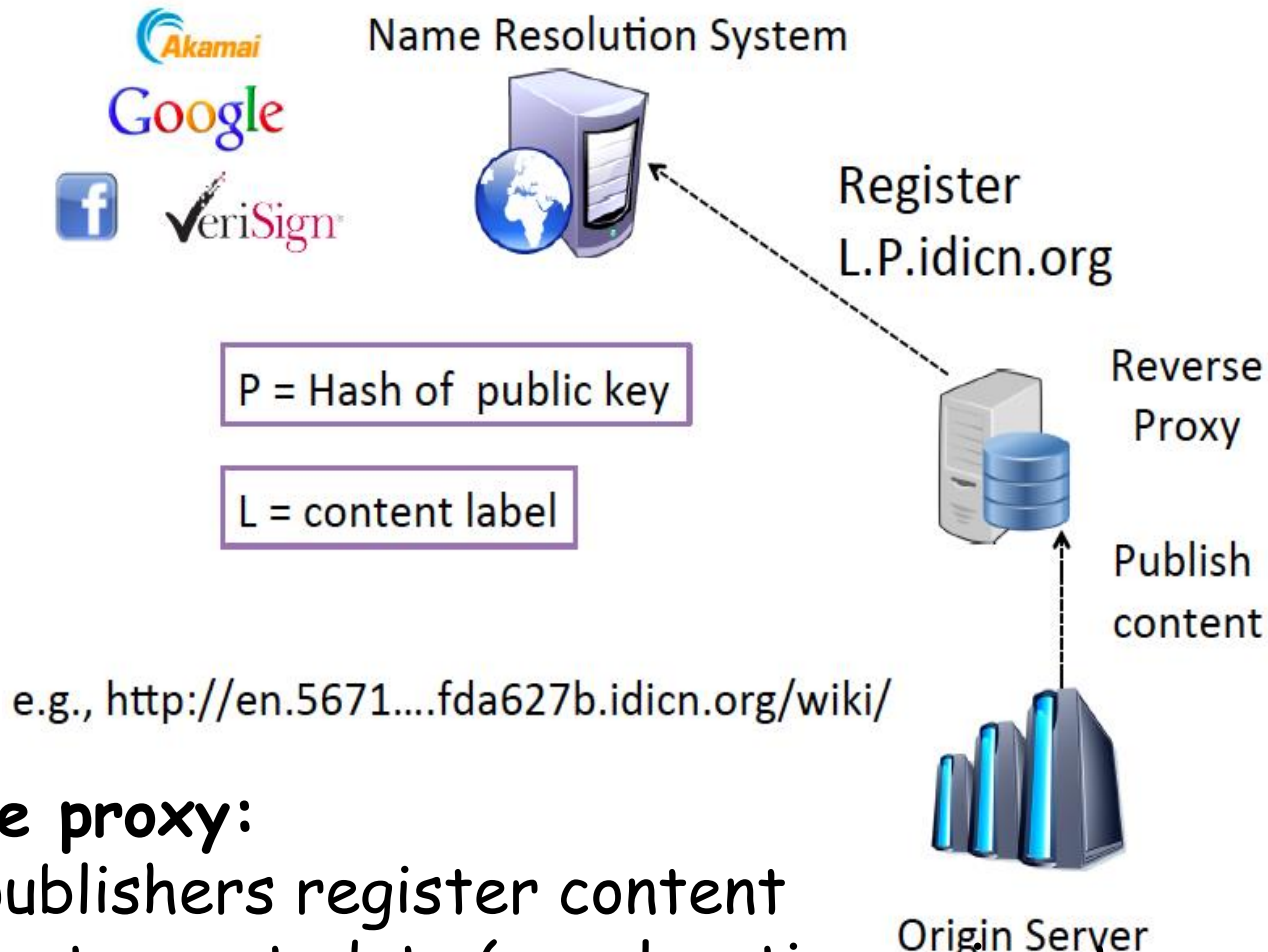 Akamai
Name Resolution System
Google
f
VeriSign
Register
L.P.idicn.org
P = Hash of public key
Reverse
Proxy
L = content label
Publish
content
e.g., http://en.5671....fda627b.idicn.org/wiki/
e proxy:
publishers register content
Origin Server